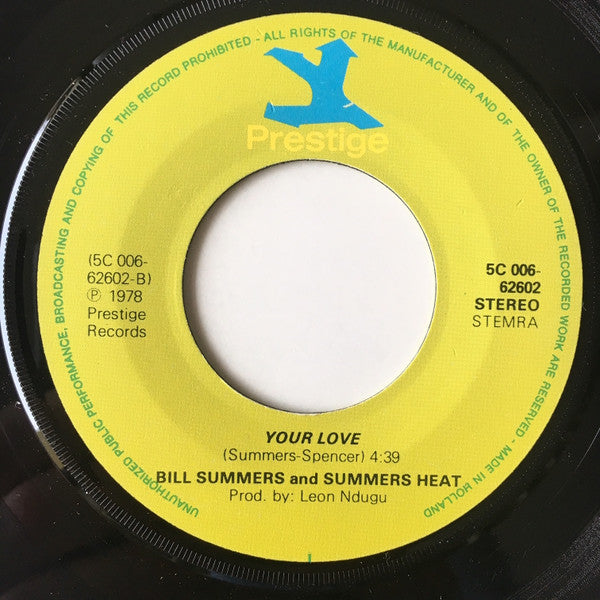 UNAUTHORIZED PUBLIC PERFORMANCE, BROADCASTING AND COPYING OF THIS RECORD PROHIBITED - ALL RIGHTS OF THE MANUFACTURER AND OF THE OWNER OF THE RECORDED WORK ARE RESERVED - MADE IN HOLLAND
Prestige
(5C 006-
62602-B)
℗ 1978
Prestige
Records
5C 006-
62602
STEREO
STEMRA
YOUR LOVE
(Summers-Spencer) 4:39
BILL SUMMERS and SUMMERS HEAT
Prod. by: Leon Ndugu
1